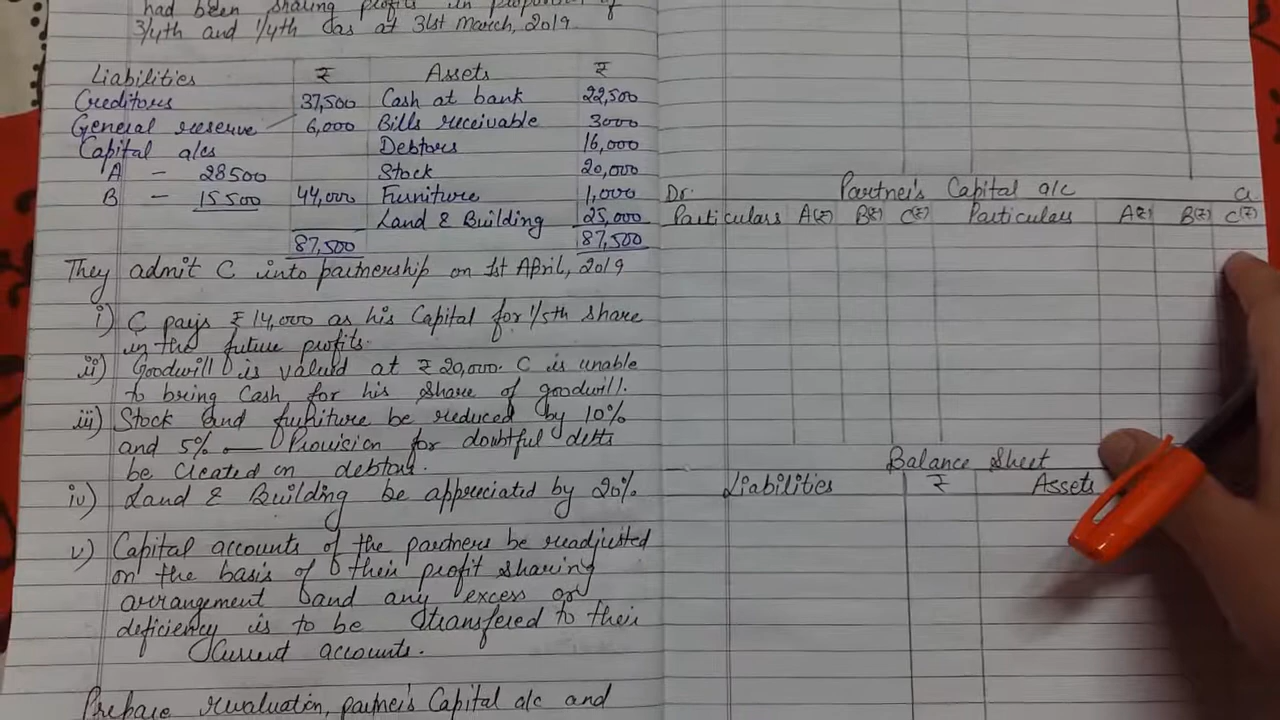 had been sharing profits in proportion of
3/4th and 1/4th as at 31st March, 2019
Liabilities ₹ Assets ₹
Creditors 37,500 Cash at bank 22,500
General reserve 6,000 Bills receivable 3000
Capital a/cs Debtors 16,000
A - 28500 Stock 20,000
B - 15500 44,000 Furniture 1,000
Land & Building 25,000
87,500 87,500
They admit C into partnership on 1st April, 2019
i) C pays ₹ 14,000 as his Capital for 1/5th share
in the future profits.
ii) Goodwill is valued at ₹ 20,000. C is unable
to bring Cash for his share of goodwill.
iii) Stock and furniture be reduced by 10%
and 5% — Provision for doubtful debts
be created on debtors.
iv) Land & Building be appreciated by 20%
v) Capital accounts of the partners be readjusted
on the basis of their profit sharing
arrangement and any excess or
deficiency is to be transfered to their
Current accounts.
Prepare revaluation, partner's Capital a/c and
Dr. Partner's Capital a/c
Particulars A(₹) B(₹) C(₹) Particulars A(₹) B(₹) C(₹)
Balance Sheet
Liabilities ₹ Assets